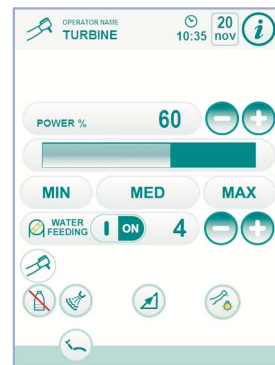 OPERATOR NAME
TURBINE
10:35
20
nov
i
POWER %
60
MIN
MED
MAX
WATER
FEEDING
I
ON
4